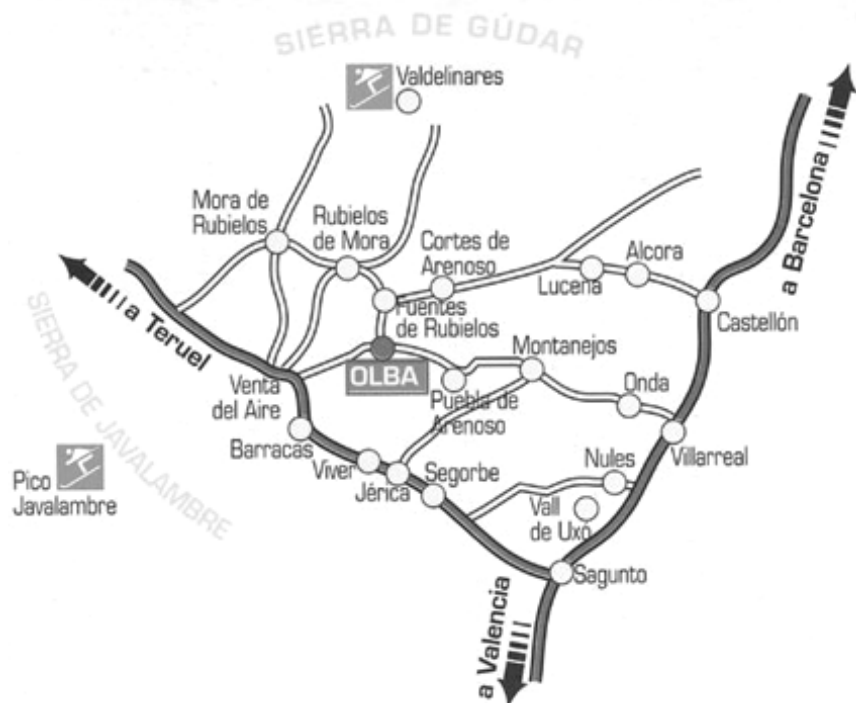 SIERRA DE GÚDAR
Valdelinares
a Barcelona
Mora de
Rubielos
Rubielos
de Mora
Cortes de
Arenoso
Lucena
Alcora
Castellón
a Teruel
Fuentes
de Rubielos
SIERRA DE JAVALAMBRE
Venta
del Aire
OLBA
Montanejos
Puebla de
Arenoso
Onda
Villarreal
Barracas
Viver
Jérica
Segorbe
Nules
Vall
de Uxó
Pico
Javalambre
Sagunto
a Valencia